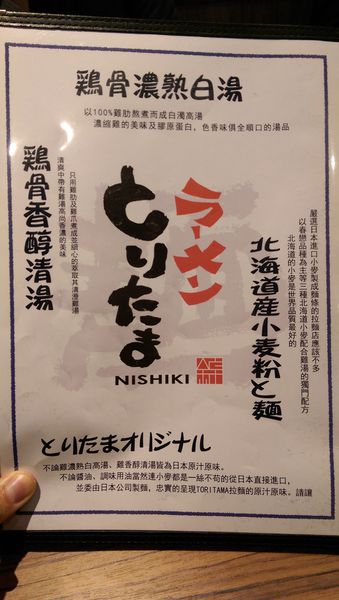 鶏骨濃熟白湯
以100%雞肋熬煮而成白濁高湯
濃縮雞的美味及膠原蛋白，色香味俱全順口的湯品
嚴選日本進口小麥製成麵條的拉麵店應該不多
以春戀品種為主等三種北海道小麥配合雞湯的獨門配方
北海道的小麥是世界品質最好的
北海道産小麦粉と麺
ラーメン
とりたま
NISHIKI
只用雞肋及雞爪煮成並細心的萃取其清澄雞湯
清爽中帶有雞湯高尚香濃的美味
鶏骨香醇清湯
とりたまオリジナル
不論雞濃熟白高湯、雞香醇清湯皆為日本原汁原味。
不論醬油、調味用油當然連小麥都是一絲不苟的從日本直接進口，
並委由日本公司製麵，忠實的呈現TORITAMA拉麵的原汁原味。請讓